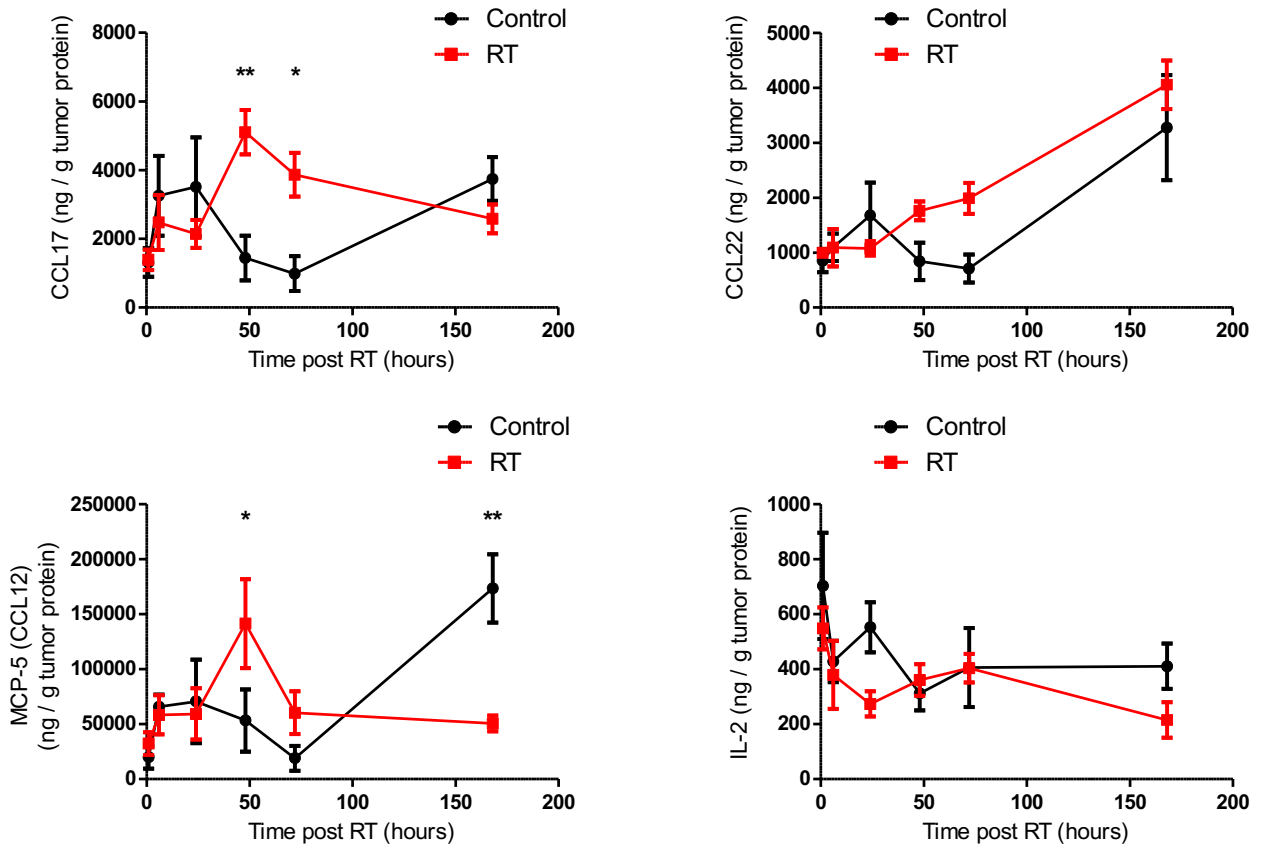 Control
RT
CCL17 (ng / g tumor protein)
8000
6000
4000
2000
0
** *
0 50 100 150 200
Time post RT (hours)
Control
RT
CCL22 (ng / g tumor protein)
5000
4000
3000
2000
1000
0
0 50 100 150 200
Time post RT (hours)
Control
RT
MCP-5 (CCL12)
(ng / g tumor protein)
250000
200000
150000
100000
50000
0
* **
0 50 100 150 200
Time post RT (hours)
Control
RT
IL-2 (ng / g tumor protein)
1000
800
600
400
200
0
0 50 100 150 200
Time post RT (hours)